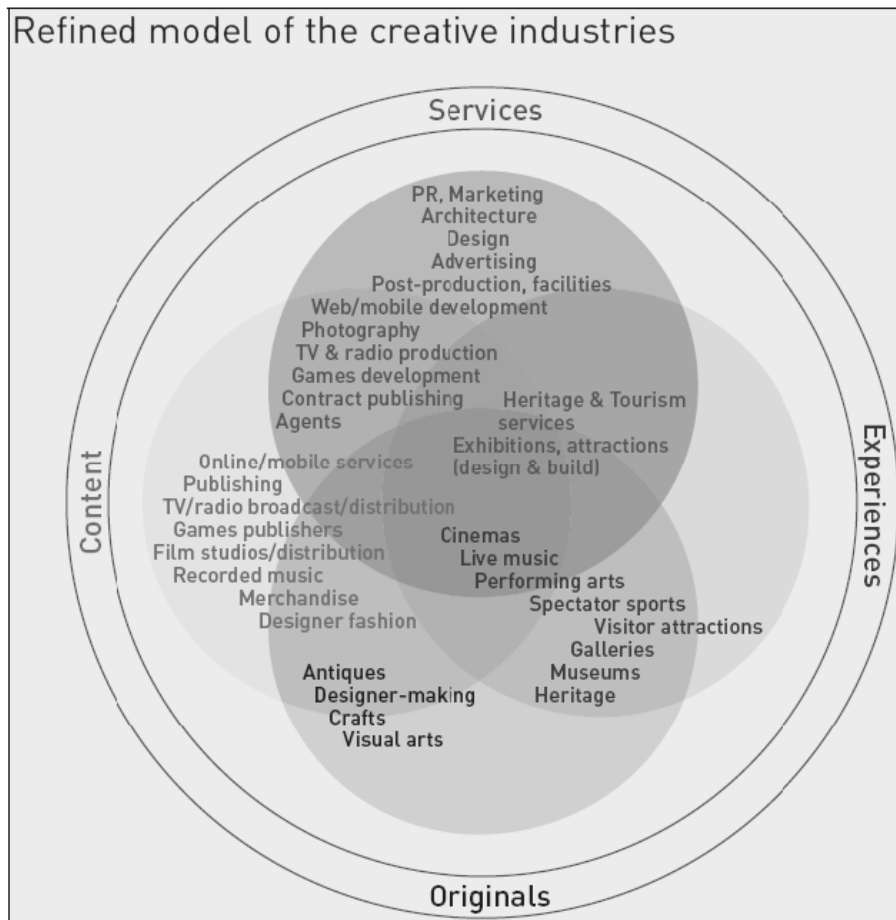 Refined model of the creative industries
Services
PR, Marketing
Architecture
Design
Advertising
Post-production, facilities
Web/mobile development
Photography
TV & radio production
Games development
Contract publishing
Agents
Heritage & Tourism
services
Exhibitions, attractions
(design & build)
Content
Experiences
Online/mobile services
Publishing
TV/radio broadcast/distribution
Games publishers
Film studios/distribution
Recorded music
Merchandise
Designer fashion
Cinemas
Live music
Performing arts
Spectator sports
Visitor attractions
Galleries
Museums
Heritage
Antiques
Designer-making
Crafts
Visual arts
Originals